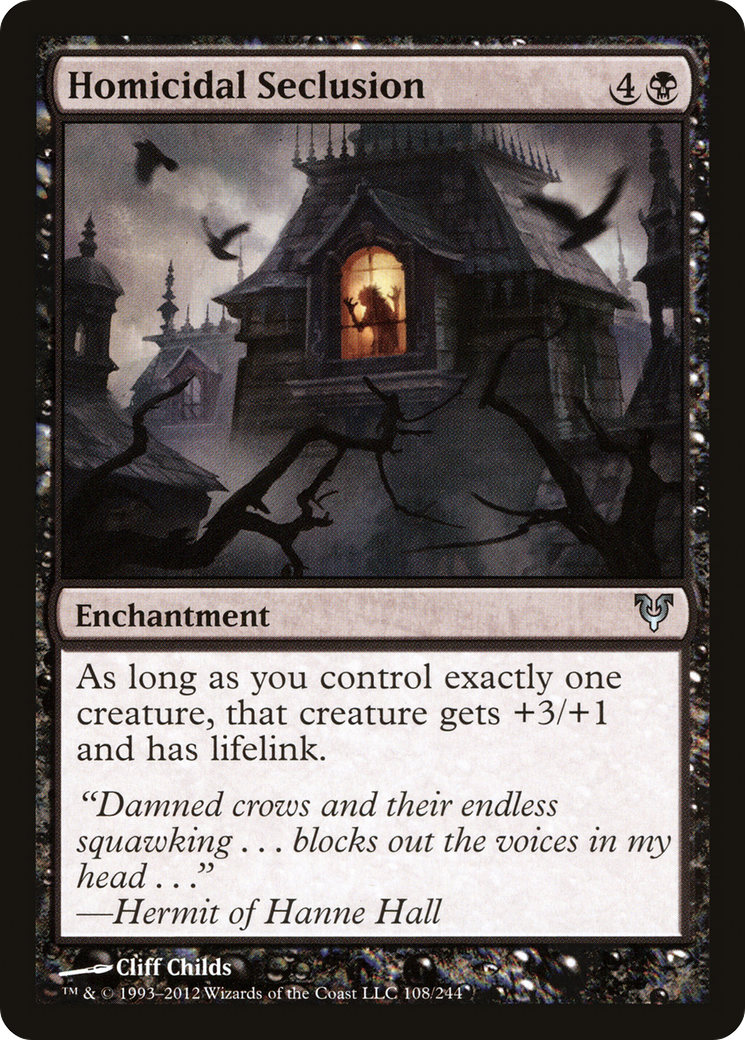 Homicidal Seclusion 4
Enchantment
As long as you control exactly one
creature, that creature gets +3/+1
and has lifelink.
“Damned crows and their endless
squawking . . . blocks out the voices in my
head . . .”
—Hermit of Hanne Hall
Cliff Childs
™ & © 1993–2012 Wizards of the Coast LLC 108/244